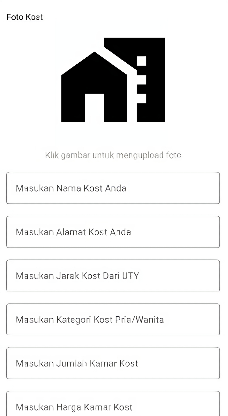 Foto Kost
Klik gambar untuk mengupload foto
Masukan Nama Kost Anda
Masukan Alamat Kost Anda
Masukan Jarak Kost Dari UTY
Masukan Kategori Kost Pria/Wanita
Masukan Jumlah Kamar Kost
Masukan Harga Kamar Kost